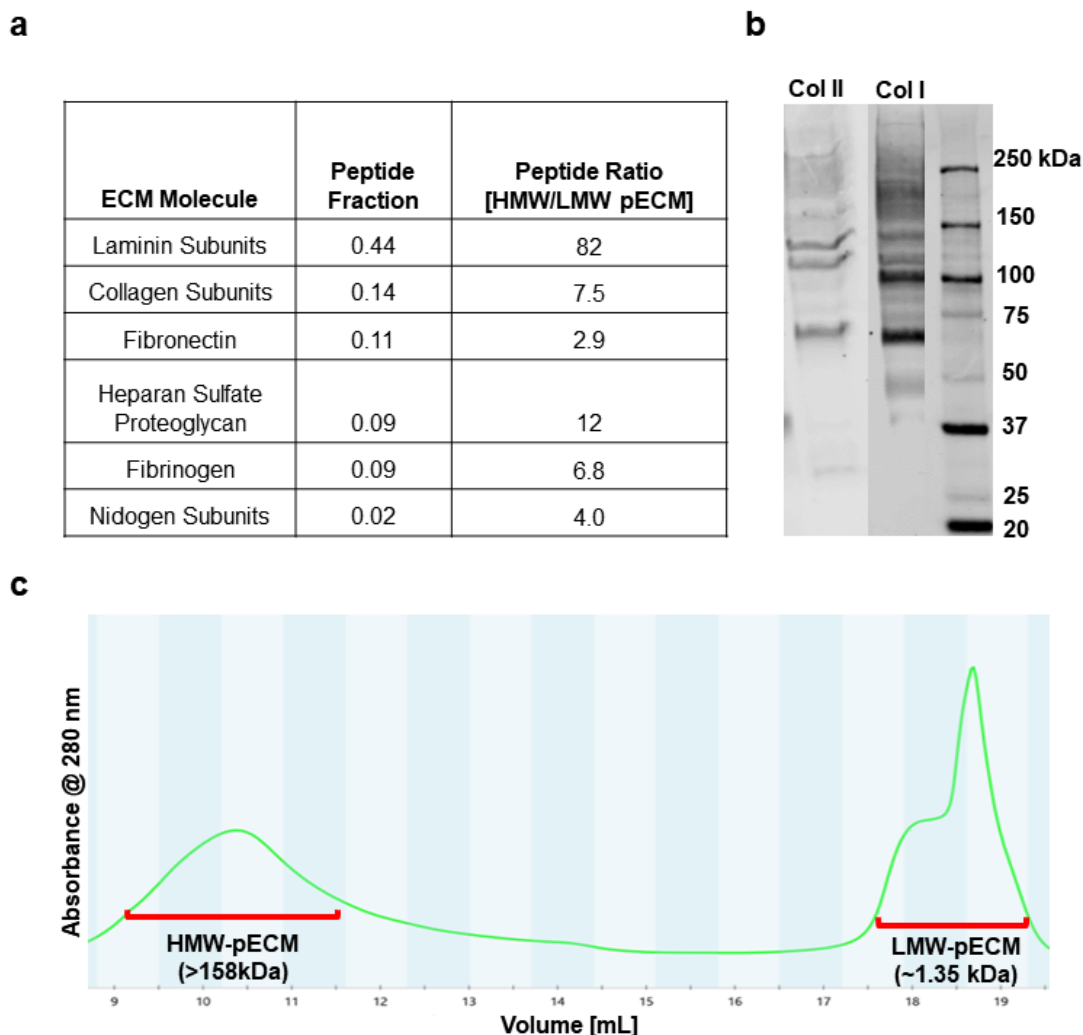 a
ECM Molecule
Peptide
Fraction
Peptide Ratio
[HMW/LMW pECM]
Laminin Subunits
0.44
82
Collagen Subunits
0.14
7.5
Fibronectin
0.11
2.9
Heparan Sulfate
Proteoglycan
0.09
12
Fibrinogen
0.09
6.8
Nidogen Subunits
0.02
4.0
b
Col II
Col I
250 kDa
150
100
75
50
37
25
20
c
Absorbance @ 280 nm
HMW-pECM
(>158kDa)
LMW-pECM
(~1.35 kDa)
9
10
11
12
13
14
15
16
17
18
19
Volume [mL]